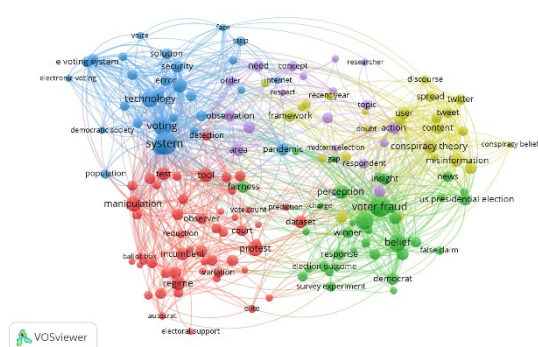 face
voice
stop
solution
e voting system
security
need
concept
researcher
electronic voting
error
order
internet
respect
discourse
technology
recent year
spread
twitter
topic
user
tweet
observation
framework
doubt
action
content
democratic society
voting
detection
midterm election
conspiracy theory
conspiracy belief
system
area
pandemic
gap
respondent
misinformation
population
test
tool
insight
news
fairness
perception
us presidential election
manipulation
vote count
prediction
charge
voter fraud
observer
dataset
reduction
court
winner
belief
ballot box
incumbent
protest
response
false claim
variation
election outcome
regime
survey experiment
democrat
autocrat
elite
electoral support
VOSviewer